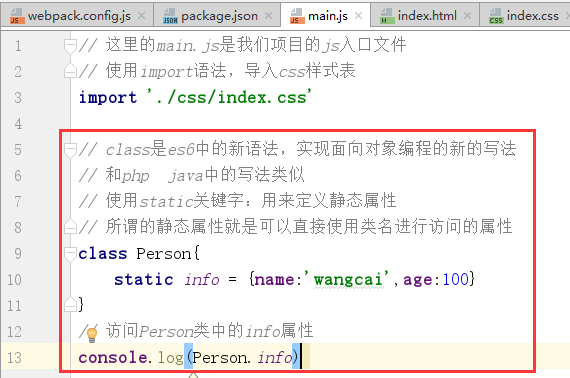 webpack.config.js package.json main.js index.html index.css
1 // 这里的main.js是我们项目的js入口文件
2 // 使用import语法，导入css样式表
3 import './css/index.css'
4
5 // class是es6中的新语法，实现面向对象编程的新的写法
6 // 和php java中的写法类似
7 // 使用static关键字：用来定义静态属性
8 // 所谓的静态属性就是可以直接使用类名进行访问的属性
9 class Person{
10 static info = {name:'wangcai',age:100}
11 }
12 // 访问Person类中的info属性
13 console.log(Person.info)